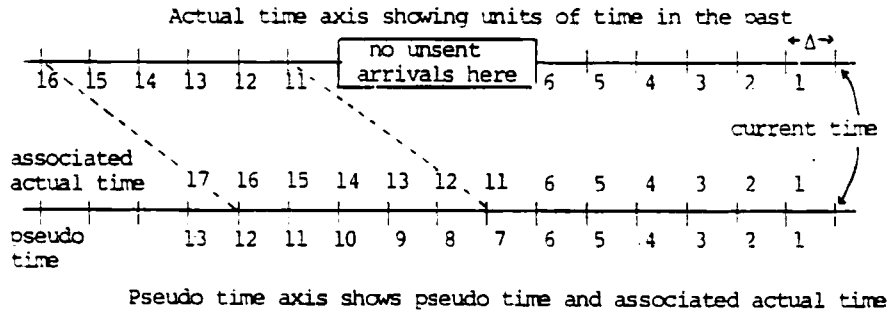 Actual time axis showing units of time in the past
no unsent
arrivals here
← Δ →
16 15 14 13 12 11 6 5 4 3 2 1
current time
associated
actual time 17 16 15 14 13 12 11 6 5 4 3 2 1
pseudo
time
13 12 11 10 9 8 7 6 5 4 3 2 1
Pseudo time axis shows pseudo time and associated actual time